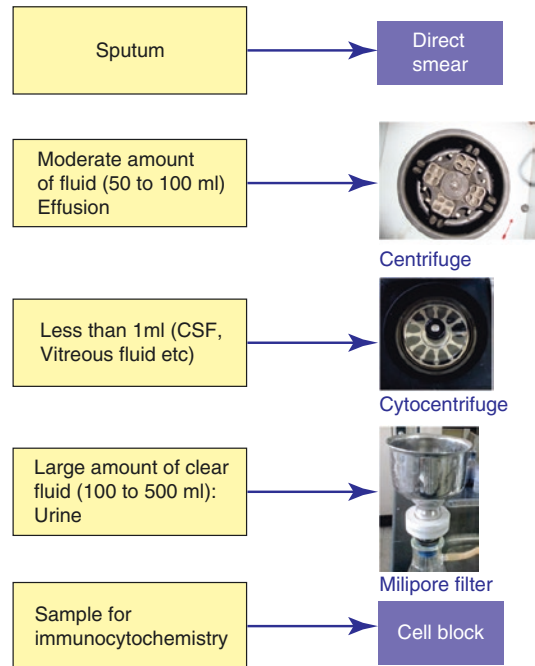 Sputum
Direct
smear
Moderate amount
of fluid (50 to 100 ml)
Effusion
Centrifuge
Less than 1ml (CSF,
Vitreous fluid etc)
Cytocentrifuge
Large amount of clear
fluid (100 to 500 ml):
Urine
Milipore filter
Sample for
immunocytochemistry
Cell block